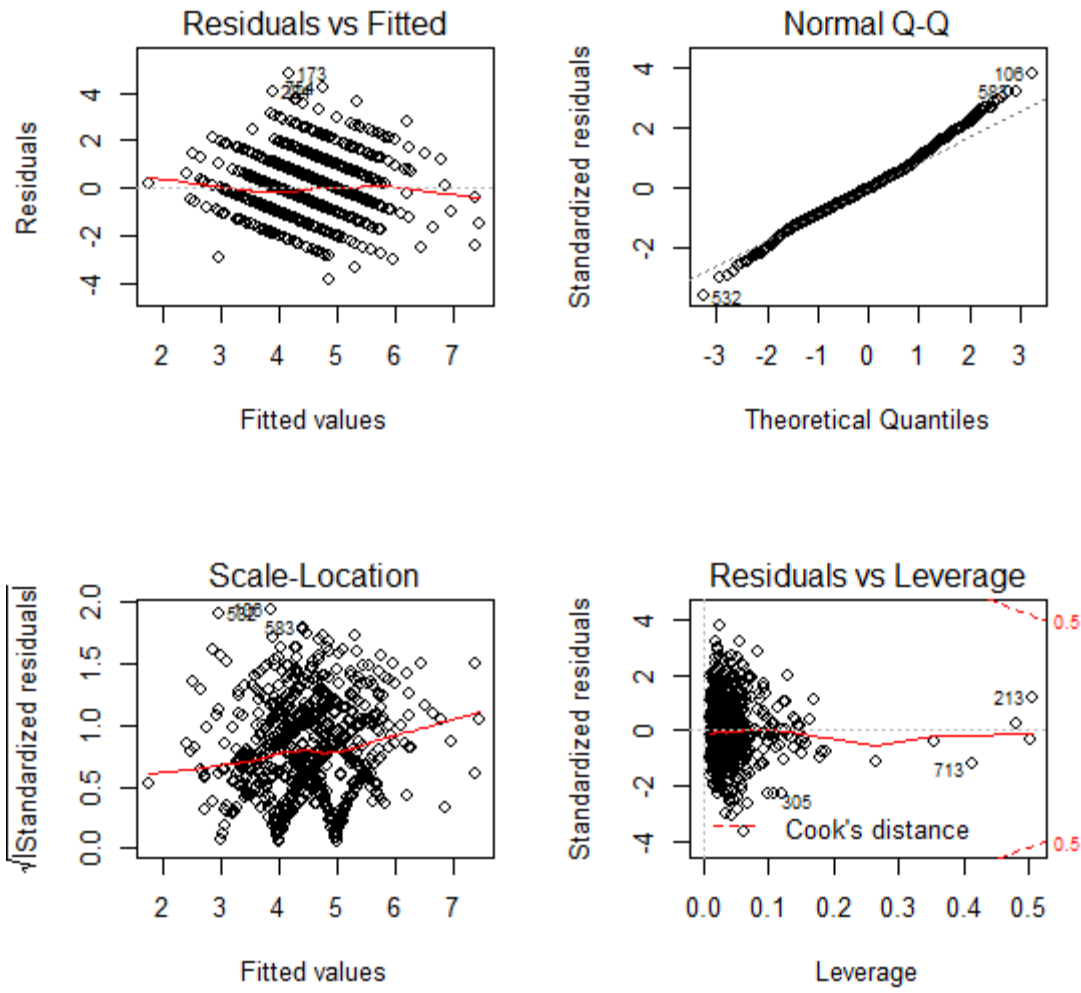 Residuals vs Fitted
Residuals
4
2
0
-2
-4
173
2 3 4 5 6 7
Fitted values
Normal Q-Q
Standardized residuals
4
2
0
-2
106
583
532
-3 -2 -1 0 1 2 3
Theoretical Quantiles
Scale-Location
√|Standardized residuals|
2.0
1.5
1.0
0.5
0.0
583
2 3 4 5 6 7
Fitted values
Residuals vs Leverage
Standardized residuals
4
2
0
-2
-4
0.5
213
713
305
Cook's distance
0.5
0.0 0.1 0.2 0.3 0.4 0.5
Leverage